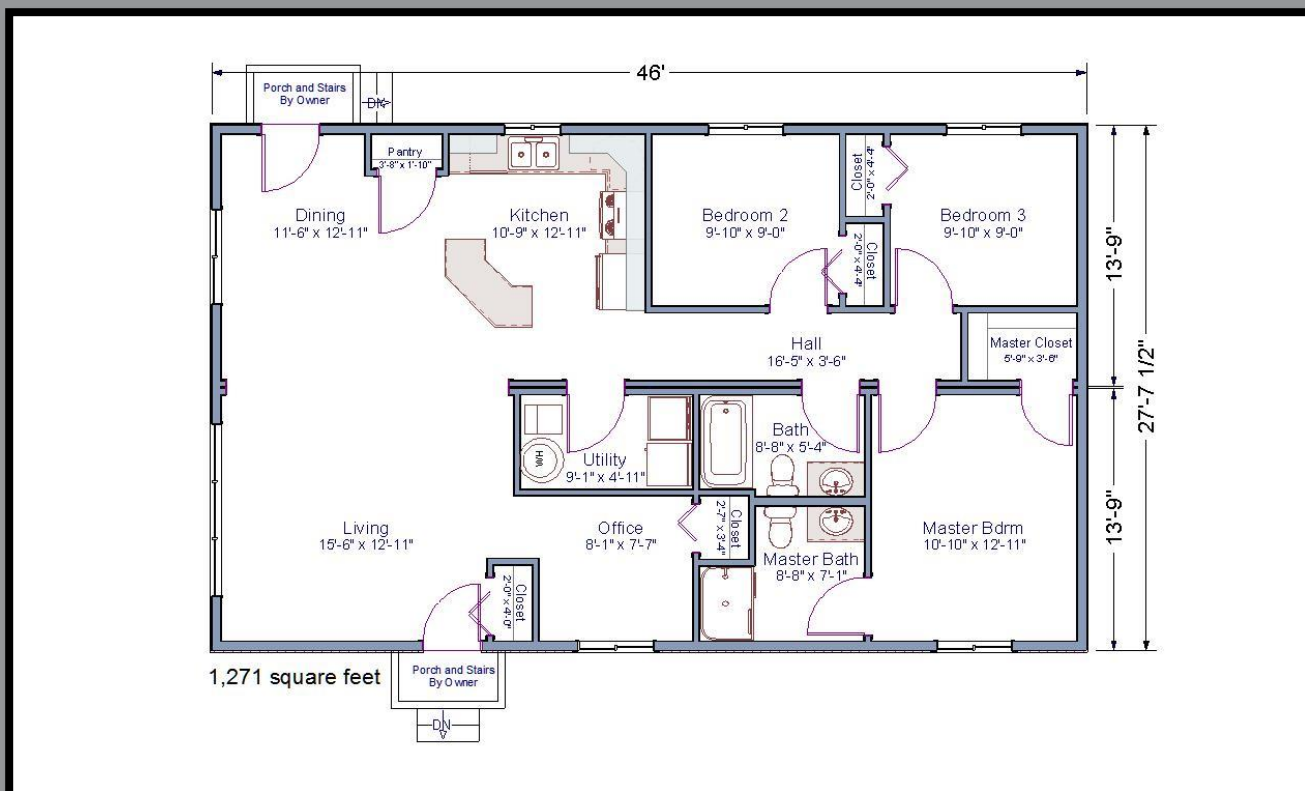 46'
Porch and Stairs
By Owner
DN
Pantry
3'-8" x 1'-10"
Dining
11'-6" x 12'-11"
Kitchen
10'-9" x 12'-11"
Bedroom 2
9'-10" x 9'-0"
Closet
2'-0" x 4'-4"
Closet
2'-0" x 4'-4"
Bedroom 3
9'-10" x 9'-0"
13'-9"
Hall
16'-5" x 3'-6"
Master Closet
5'-9" x 3'-6"
27'-7 1/2"
Utility
9'-1" x 4'-11"
H/W
Bath
8'-8" x 5'-4"
Living
15'-6" x 12'-11"
Office
8'-1" x 7'-7"
Closet
2'-7" x 3'-4"
Master Bath
8'-8" x 7'-1"
Master Bdrm
10'-10" x 12'-11"
13'-9"
Closet
2'-0" x 4'-0"
1,271 square feet
Porch and Stairs
By Owner
DN